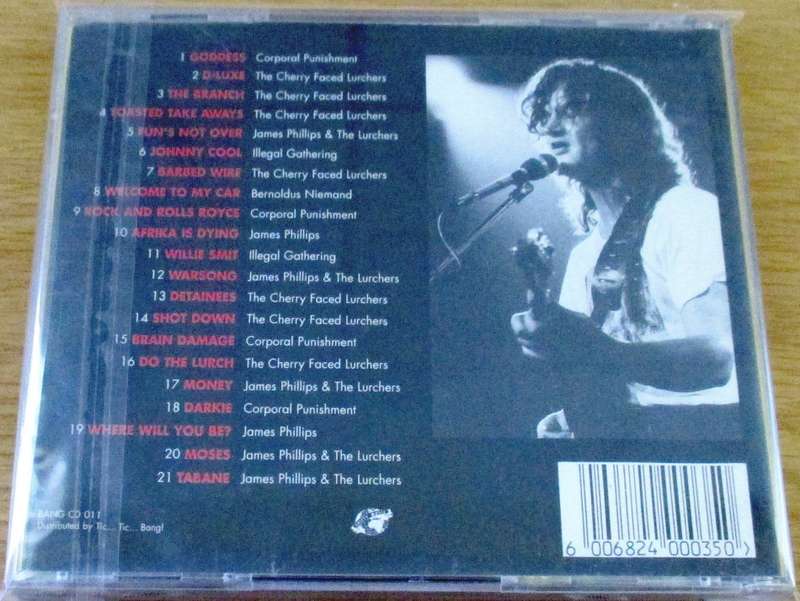 1 GODDESS Corporal Punishment
2 D-LUXE The Cherry Faced Lurchers
3 THE BRANCH The Cherry Faced Lurchers
4 TOASTED TAKE AWAYS The Cherry Faced Lurchers
5 FUN'S NOT OVER James Phillips & The Lurchers
6 JOHNNY COOL Illegal Gathering
7 BARBED WIRE The Cherry Faced Lurchers
8 WELCOME TO MY CAR Bernoldus Niemand
9 ROCK AND ROLLS ROYCE Corporal Punishment
10 AFRIKA IS DYING James Phillips
11 WILLIE SMIT Illegal Gathering
12 WARSONG James Phillips & The Lurchers
13 DETAINEES The Cherry Faced Lurchers
14 SHOT DOWN The Cherry Faced Lurchers
15 BRAIN DAMAGE Corporal Punishment
16 DO THE LURCH The Cherry Faced Lurchers
17 MONEY James Phillips & The Lurchers
18 DARKIE Corporal Punishment
19 WHERE WILL YOU BE? James Phillips
20 MOSES James Phillips & The Lurchers
21 TABANE James Phillips & The Lurchers
BANG CD 011
Distributed by Tic... Tic... Bang!
6 006824 000350 >